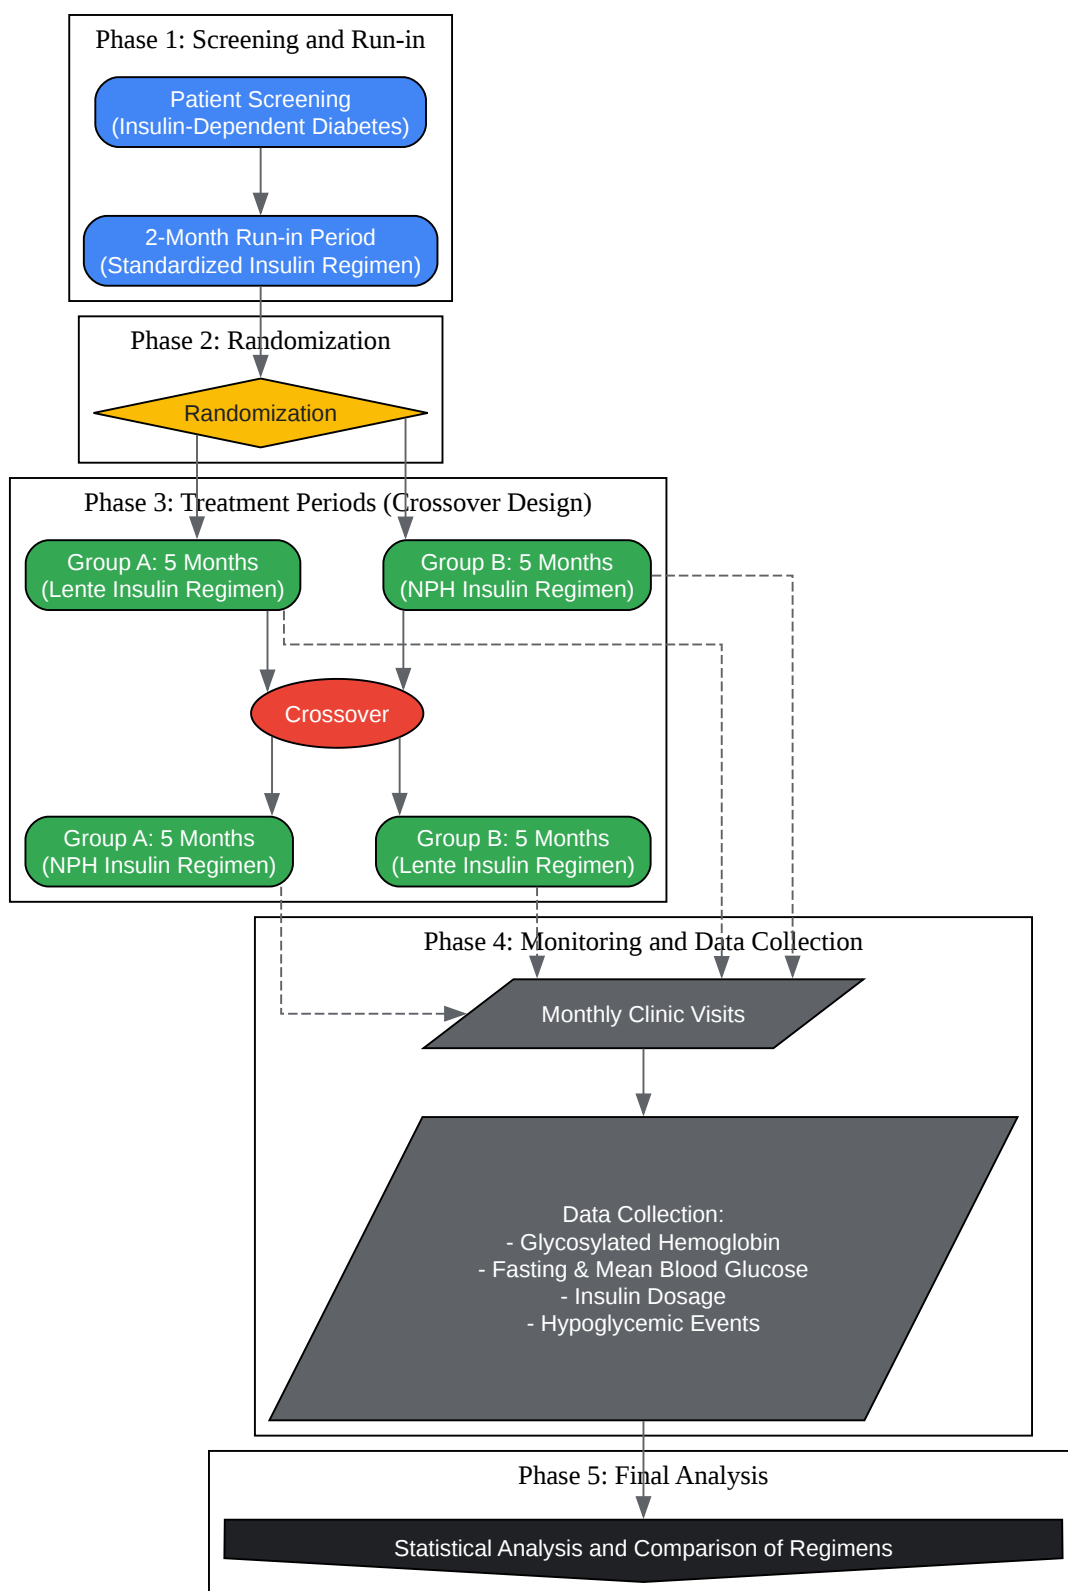 Phase 1: Screening and Run-in
Patient Screening
(Insulin-Dependent Diabetes)
2-Month Run-in Period
(Standardized Insulin Regimen)
Phase 2: Randomization
Randomization
Phase 3: Treatment Periods (Crossover Design)
Group A: 5 Months
(Lente Insulin Regimen)
Group B: 5 Months
(NPH Insulin Regimen)
Crossover
Group A: 5 Months
(NPH Insulin Regimen)
Group B: 5 Months
(Lente Insulin Regimen)
Phase 4: Monitoring and Data Collection
Monthly Clinic Visits
Data Collection:
- Glycosylated Hemoglobin
- Fasting & Mean Blood Glucose
- Insulin Dosage
- Hypoglycemic Events
Phase 5: Final Analysis
Statistical Analysis and Comparison of Regimens